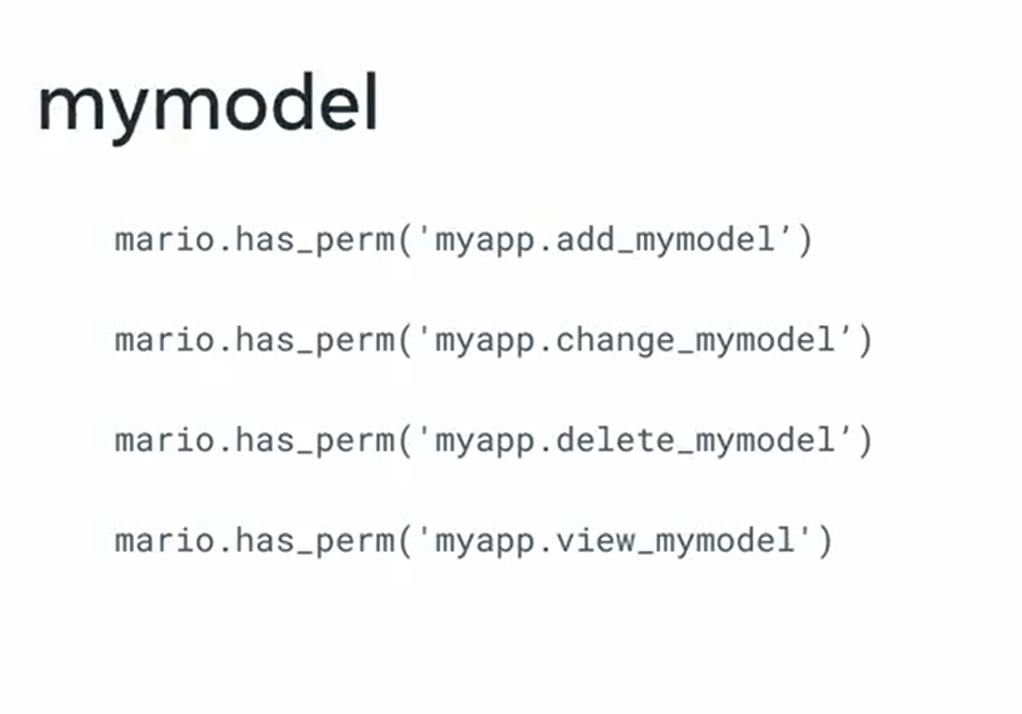 mymodel
mario.has_perm('myapp.add_mymodel’)
mario.has_perm('myapp.change_mymodel’)
mario.has_perm('myapp.delete_mymodel’)
mario.has_perm('myapp.view_mymodel')